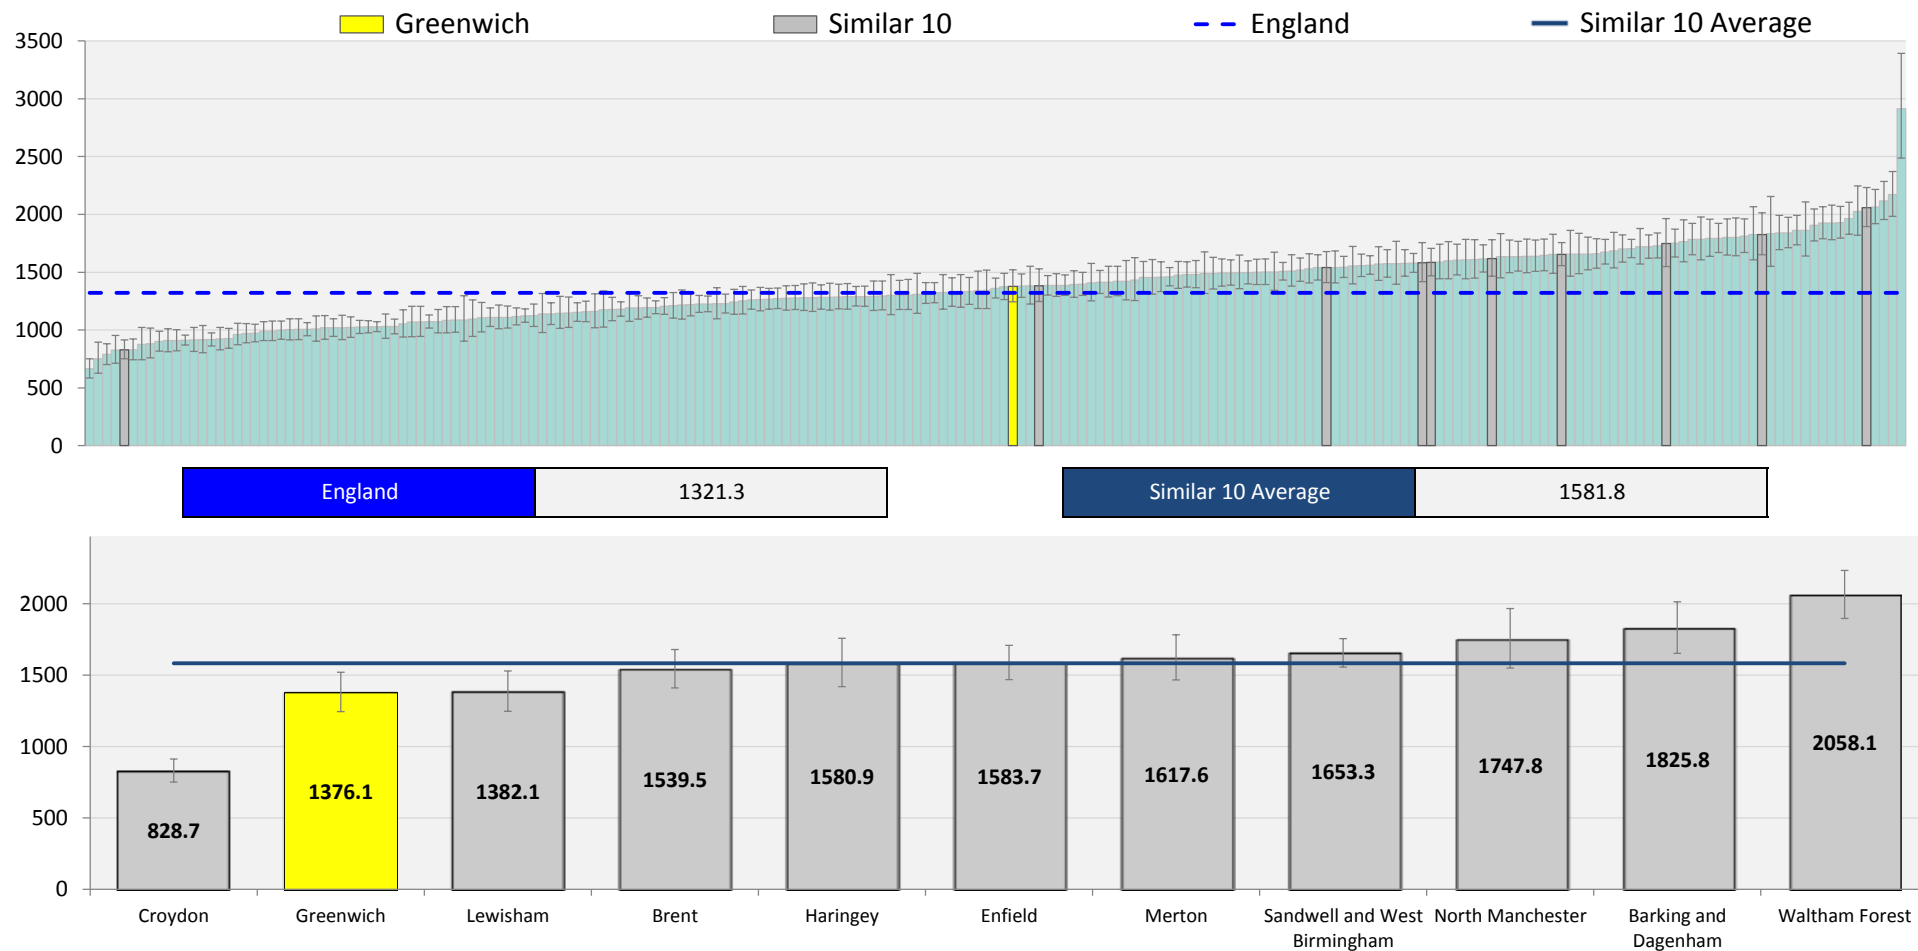 Greenwich
Similar 10
England
Similar 10 Average
3500
3000
2500
2000
1500
1000
500
0
England 1321.3
Similar 10 Average 1581.8
2000
1500
1000
500
0
828.7
1376.1
1382.1
1539.5
1580.9
1583.7
1617.6
1653.3
1747.8
1825.8
2058.1
Croydon
Greenwich
Lewisham
Brent
Haringey
Enfield
Merton
Sandwell and West
Birmingham
North Manchester
Barking and
Dagenham
Waltham Forest